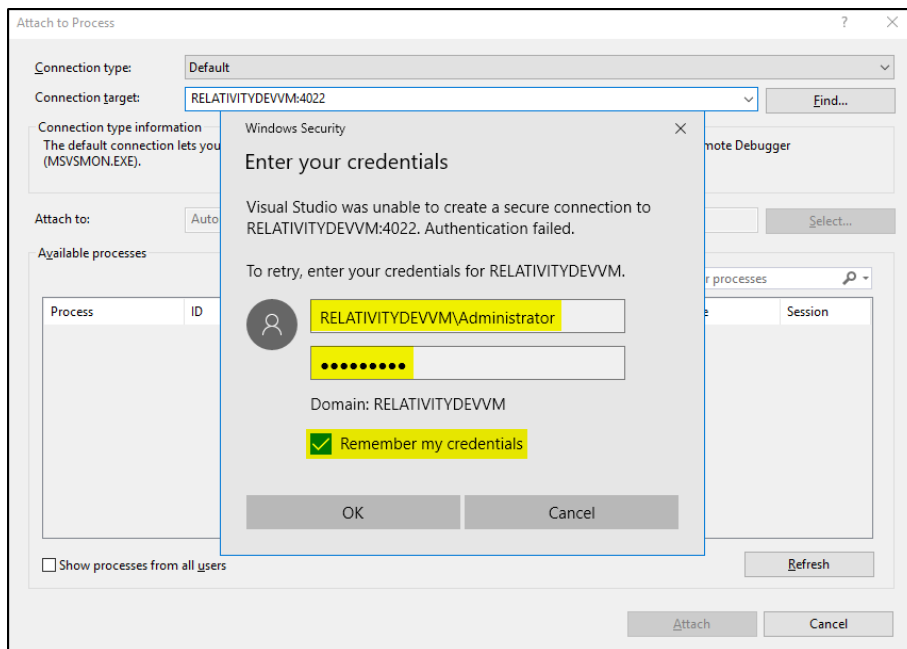 Attach to Process
?
Connection type:
Default
Connection target:
RELATIVITYDEVVM:4022
Find...
Connection type information
The default connection lets you
mote Debugger
(MSVSMON.EXE).
Attach to:
Auto
Select...
Available processes
r processes
Process
ID
e
Session
Windows Security
Enter your credentials
Visual Studio was unable to create a secure connection to
RELATIVITYDEVVM:4022. Authentication failed.
To retry, enter your credentials for RELATIVITYDEVVM.
RELATIVITYDEVVM\Administrator
•••••••••
Domain: RELATIVITYDEVVM
Remember my credentials
OK
Cancel
Show processes from all users
Refresh
Attach
Cancel